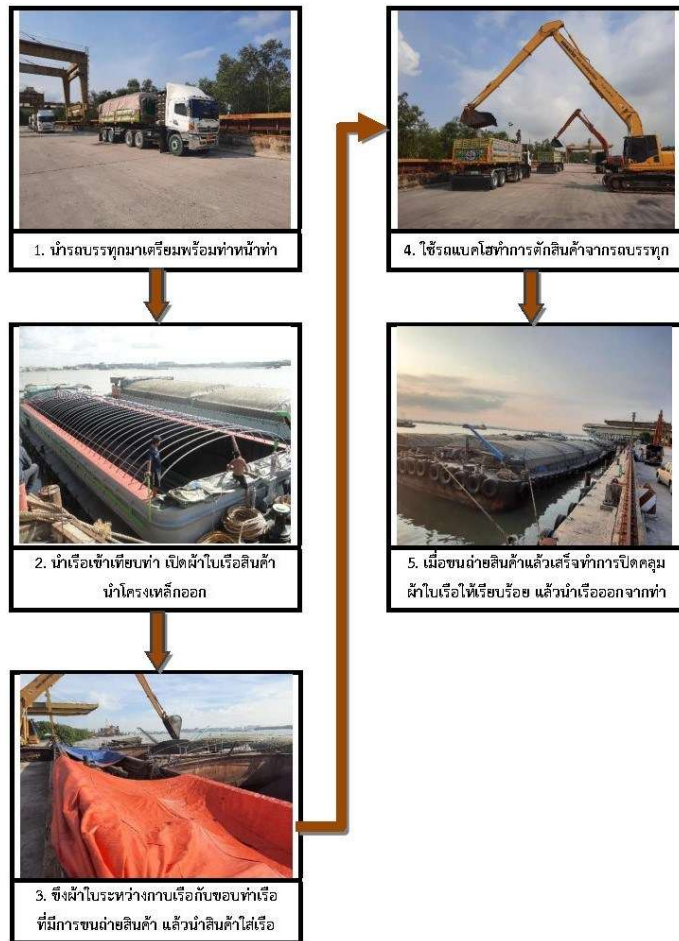 1. นำรถบรรทุกมาเตรียมพร้อมท่าหน้าท่า
2. นำเรือเข้าเทียบท่า เปิดผ้าใบเรือสินค้า
นำโครงเหล็กออก
3. ขึงผ้าใบระหว่างกาบเรือกับขอบท่าเรือ
ที่มีการขนถ่ายสินค้า แล้วนำสินค้าใส่เรือ
4. ใช้รถแบคโฮทำการตักสินค้าจากรถบรรทุก
5. เมื่อขนถ่ายสินค้าแล้วเสร็จทำการปิดคลุม
ผ้าใบเรือให้เรียบร้อย แล้วนำเรือออกจากท่า